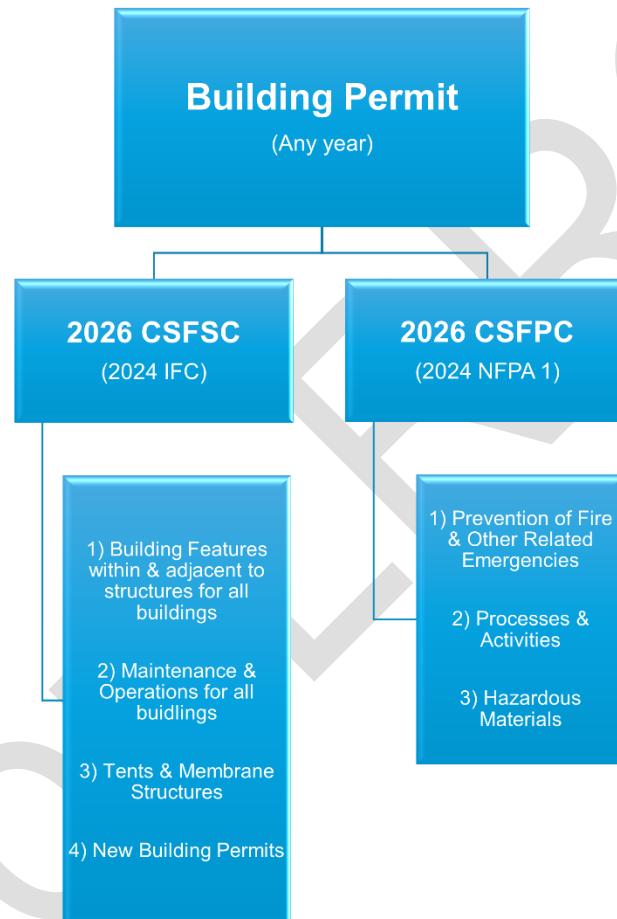 Building Permit
(Any year)
2026 CSFSC
(2024 IFC)
2026 CSFPC
(2024 NFPA 1)
1) Building Features
within & adjacent to
structures for all
buildings
2) Maintenance &
Operations for all
buidlings
3) Tents & Membrane
Structures
4) New Building Permits
1) Prevention of Fire
& Other Related
Emergencies
2) Processes &
Activities
3) Hazardous
Materials